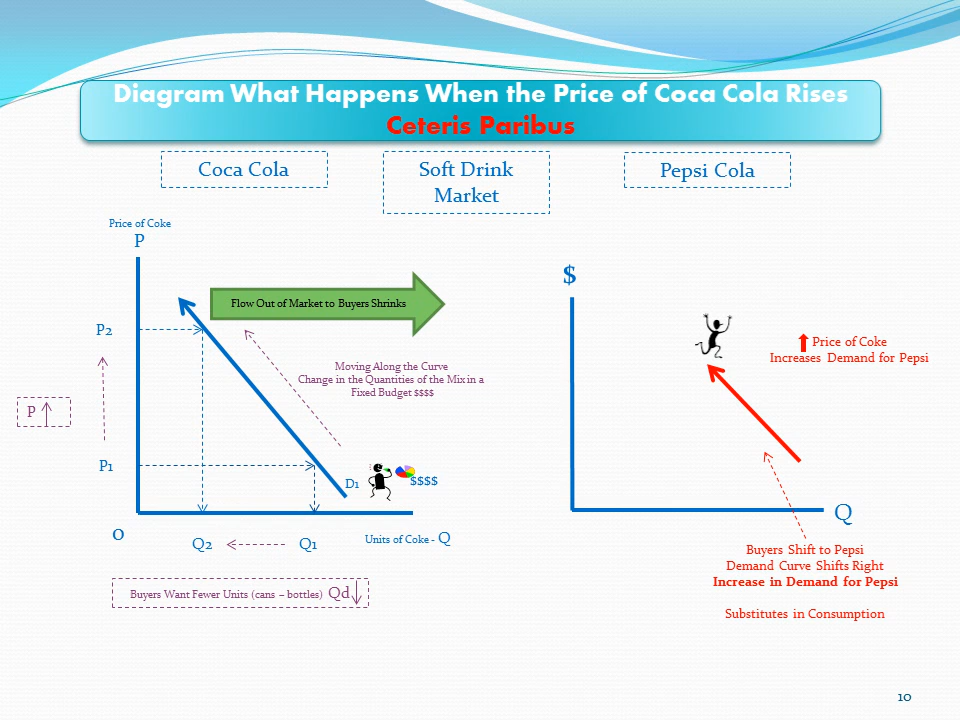 Diagram What Happens When the Price of Coca Cola Rises
Ceteris Paribus
Coca Cola
Soft Drink
Market
Pepsi Cola
Price of Coke
P
$
Flow Out of Market to Buyers Shrinks
P2
Price of Coke
Increases Demand for Pepsi
Moving Along the Curve
Change in the Quantities of the Mix in a
Fixed Budget $$$$
P
P1
D1
$$$$
0
Q2
Q1
Units of Coke - Q
Q
Buyers Shift to Pepsi
Demand Curve Shifts Right
Increase in Demand for Pepsi
Substitutes in Consumption
Buyers Want Fewer Units (cans – bottles) Qd
10